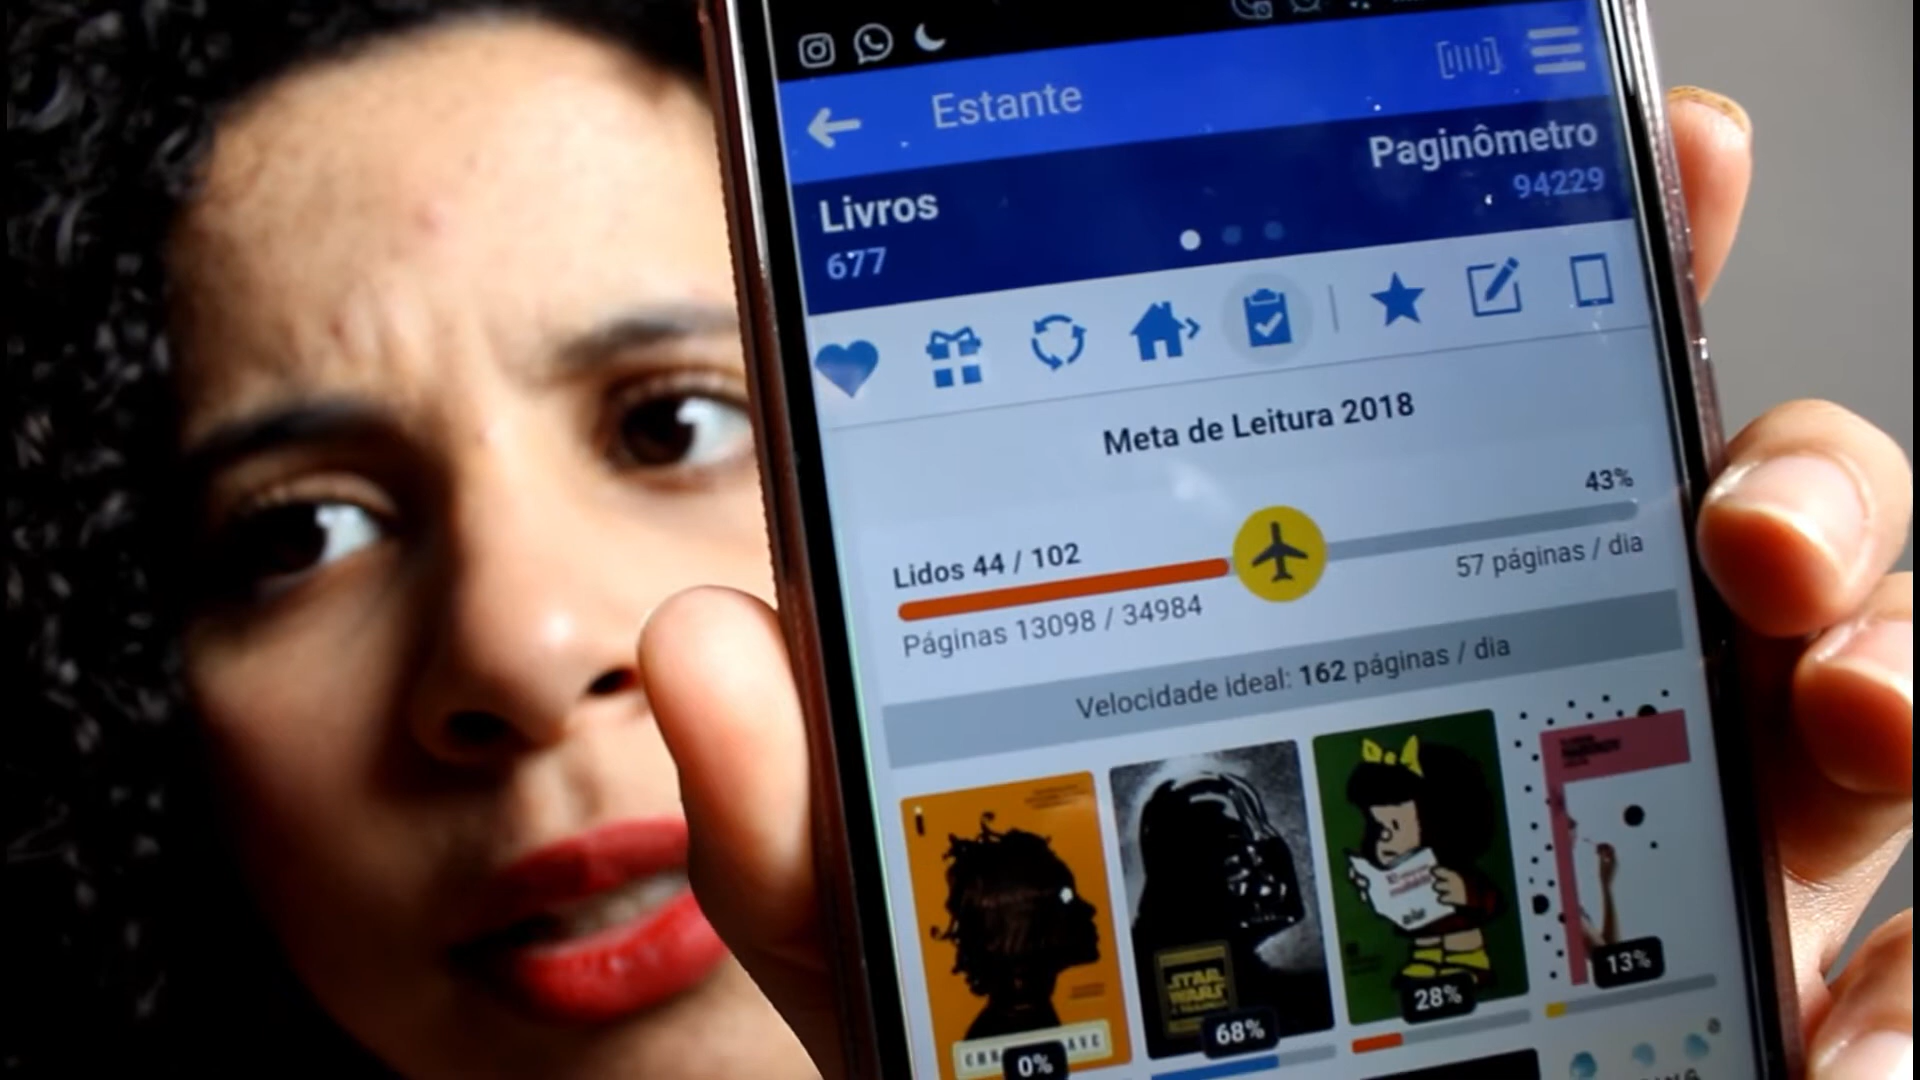 Estante
Paginômetro
94229
Livros
677
Meta de Leitura 2018
43%
Lidos 44 / 102
57 páginas / dia
Páginas 13098 / 34984
Velocidade ideal: 162 páginas / dia
STAR
WARS
0%
68%
28%
13%